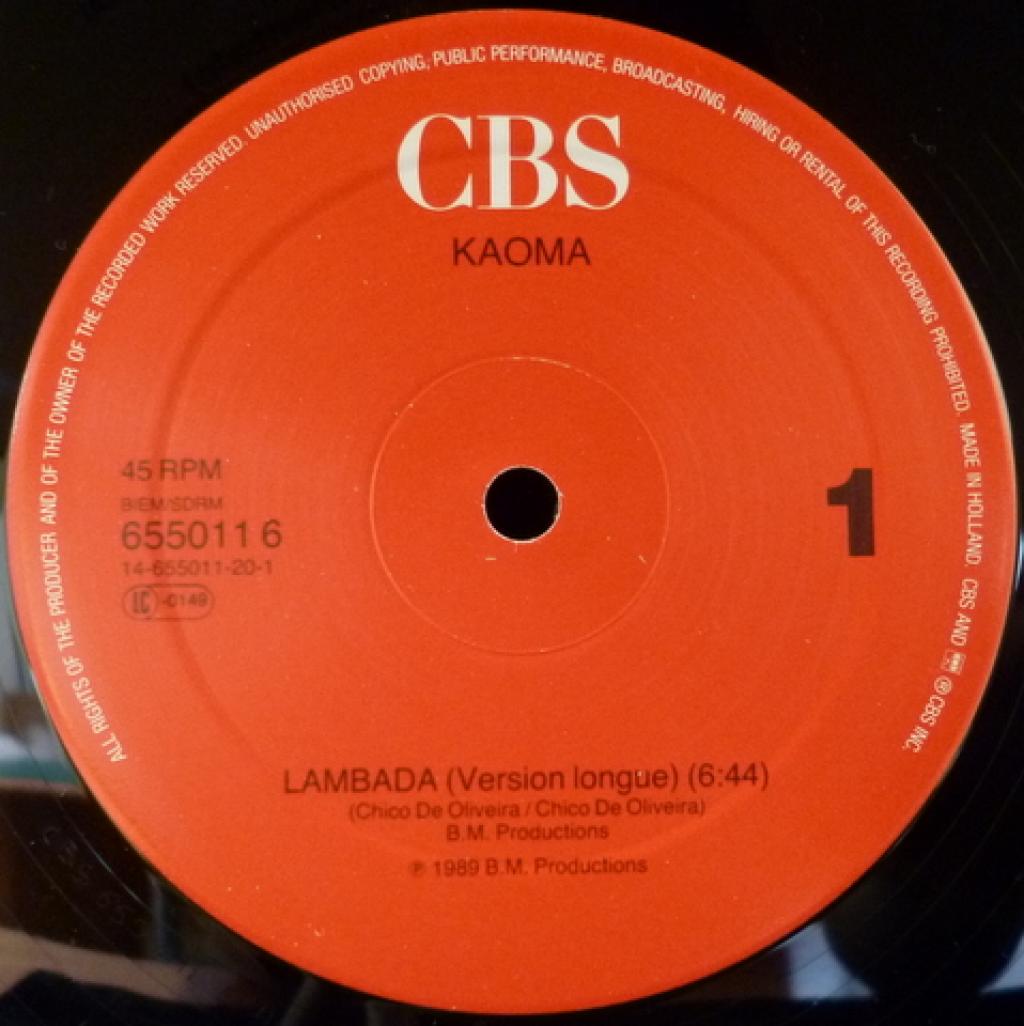 ALL RIGHTS OF THE PRODUCER AND OF THE OWNER OF THE RECORDED WORK RESERVED. UNAUTHORISED COPYING, PUBLIC PERFORMANCE, BROADCASTING, HIRING OR RENTAL OF THIS RECORDING PROHIBITED. MADE IN HOLLAND. CBS AND ℗ CBS INC.
CBS
KAOMA
45 RPM
BIEM/SDRM
655011 6
14-655011-20-1
LC -0149
1
LAMBADA (Version longue) (6:44)
(Chico De Oliveira / Chico De Oliveira)
B.M. Productions
℗ 1989 B.M. Productions